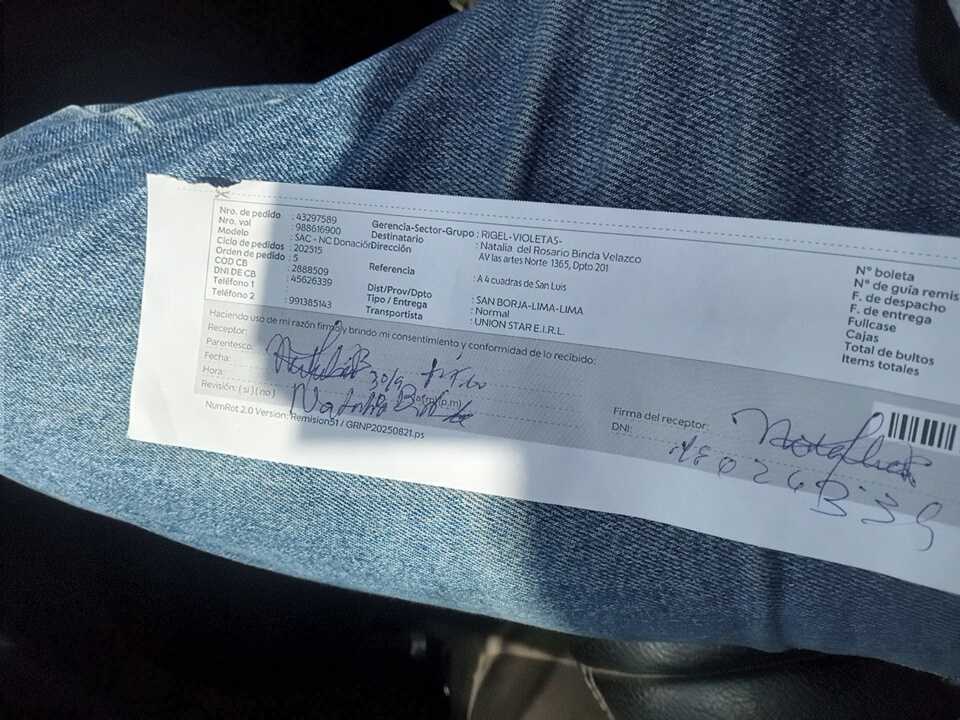 Nro. de pedido : 43297589
Nro. val : 988616900
Modelo : SAC - NC Donación
Ciclo de pedidos : 202515
Orden de pedido : 5
COD CB : 2888509
DNI DE CB : 45626339
Teléfono 1
Teléfono 2 : 991385143
Gerencia-Sector-Grupo : RIGEL-VIOLETA5-
Destinatario : Natalia del Rosario Binda Velazco
Dirección AV las artes Norte 1365, Dpto 201
Referencia : A 4 cuadras de San Luis
Dist/Prov/Dpto : SAN BORJA-LIMA-LIMA
Tipo / Entrega : Normal
Transportista : UNION STAR E.I.R.L.
N° boleta
N° de guía remis
F. de despacho
F. de entrega
Fullcase
Cajas
Total de bultos
Items totales
Haciendo uso de mi razón firmo y brindo mi consentimiento y conformidad de lo recibido:
Receptor:
Parentesco:
Fecha: 30/9
Hora: (a.m) (p.m)
Revisión: ( si ) ( no ) Natalia
Firma del receptor:
DNI:
NumRot 2.0 Version: Remision51 / GRNP20250821.ps